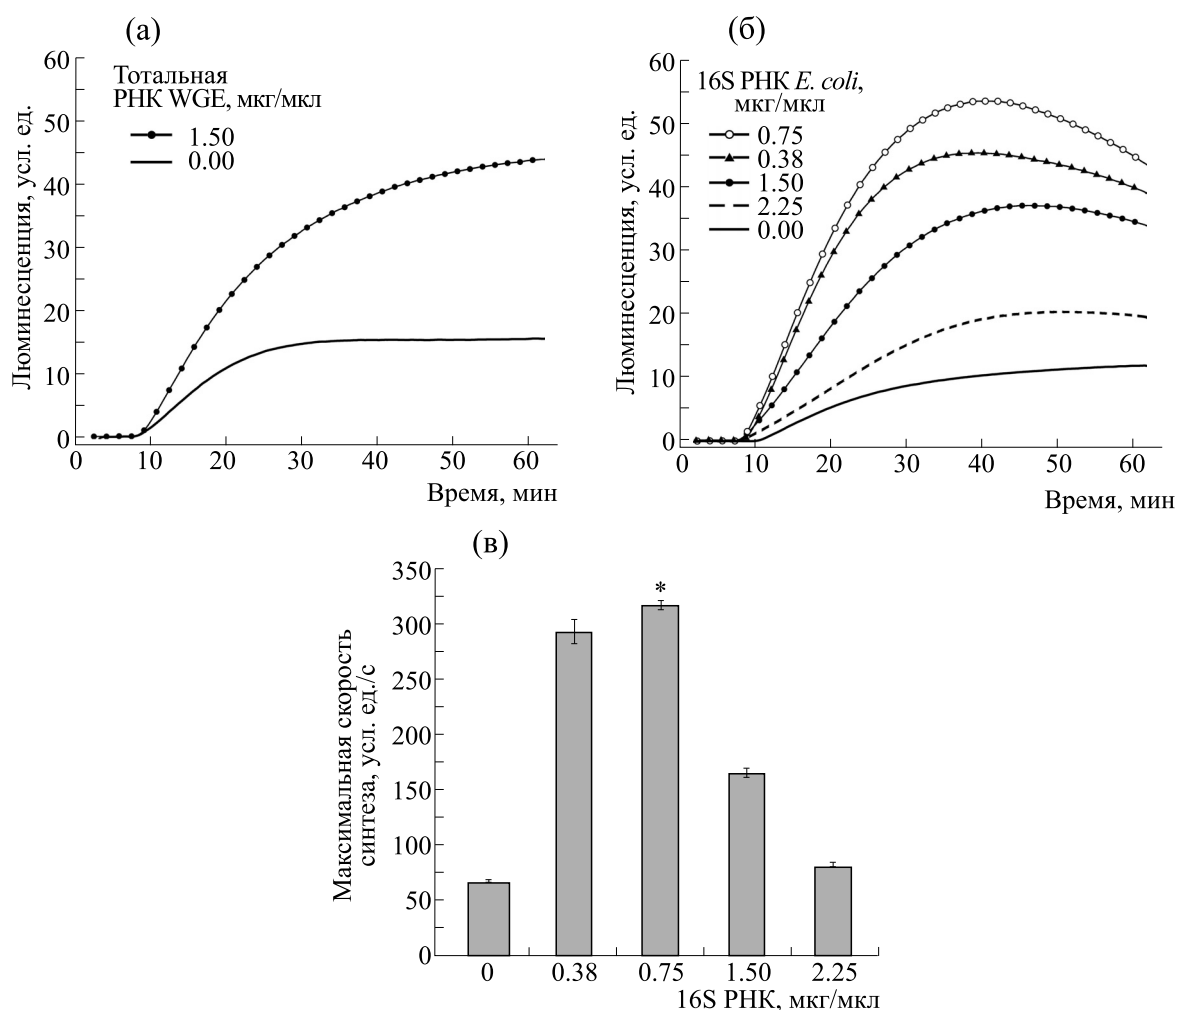 (а)
60
50
40
30
20
10
0
Люминесценция, усл. ед.
Тотальная
РНК WGE, мкг/мкл
1.50
0.00
0 10 20 30 40 50 60
Время, мин
(б)
60
50
40
30
20
10
0
Люминесценция, усл. ед.
16S РНК E. coli,
мкг/мкл
0.75
0.38
1.50
2.25
0.00
0 10 20 30 40 50 60
Время, мин
(в)
350
300
250
200
150
100
50
0
Максимальная скорость
синтеза, усл. ед./с
*
0 0.38 0.75 1.50 2.25
16S РНК, мкг/мкл